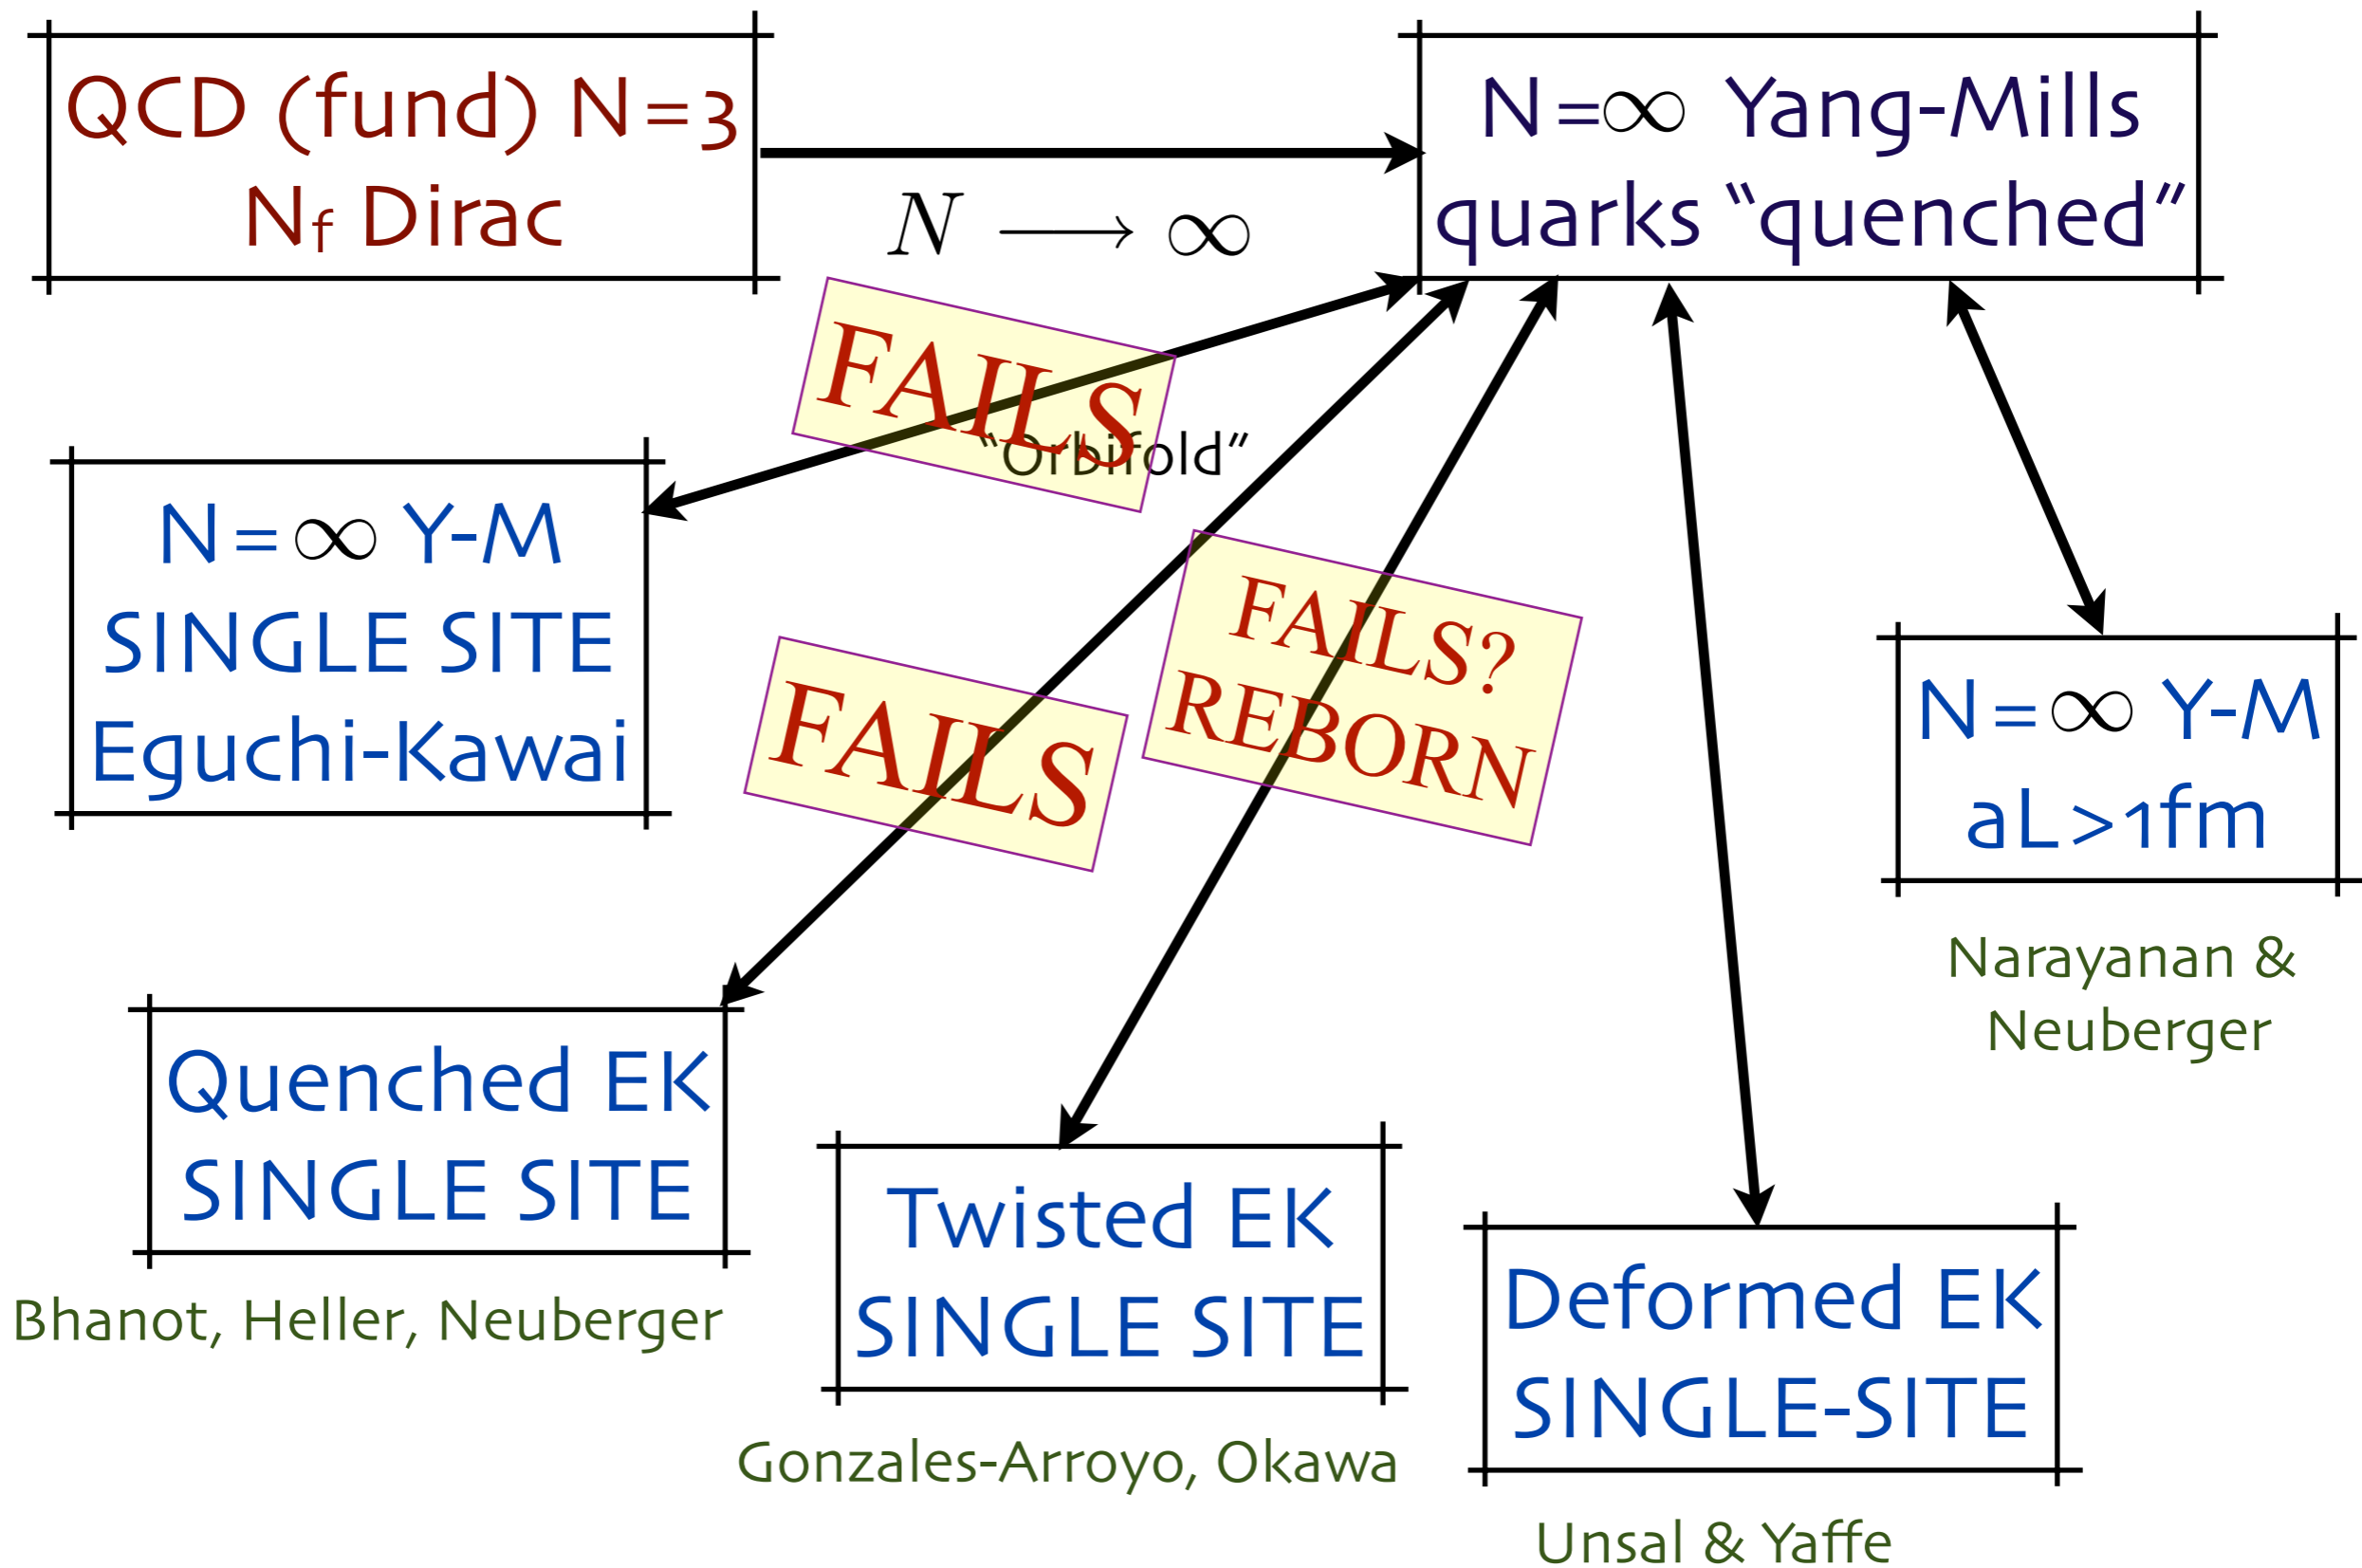 QCD (fund) N=3
Nf Dirac
N=∞ Yang-Mills
quarks “quenched”
N ⟶ ∞
FAILS
“Orbifold”
N=∞ Y-M
SINGLE SITE
Eguchi-Kawai
FAILS?
REBORN
FAILS
N=∞ Y-M
aL>1fm
Narayanan &
Neuberger
Quenched EK
SINGLE SITE
Bhanot, Heller, Neuberger
Twisted EK
SINGLE SITE
Gonzales-Arroyo, Okawa
Deformed EK
SINGLE-SITE
Unsal & Yaffe